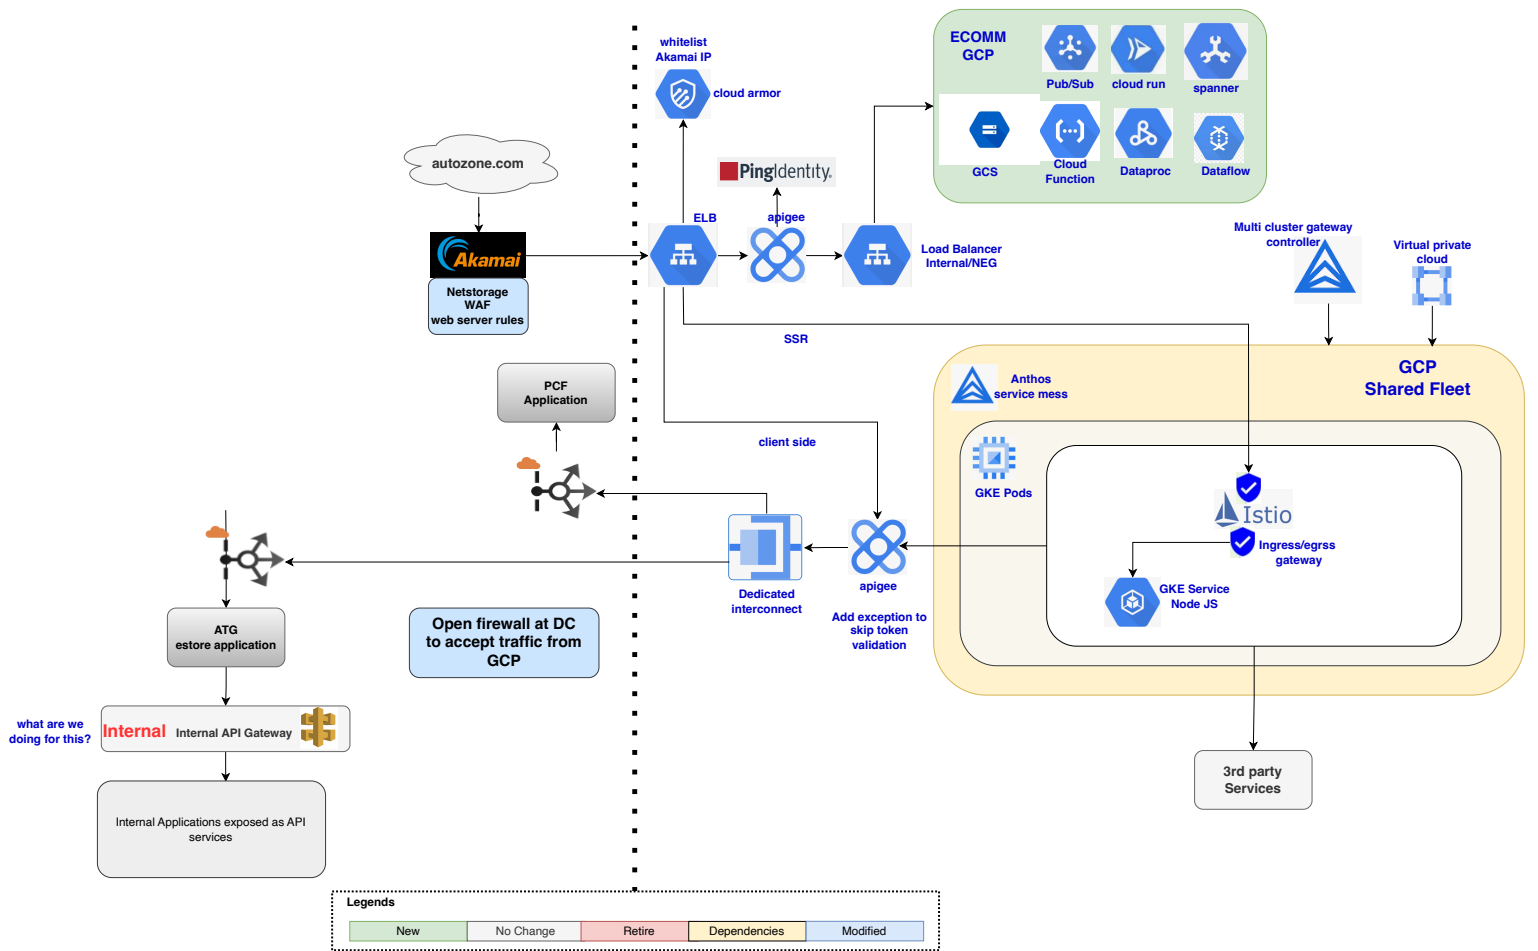 whitelist
Akamai IP
cloud armor
ECOMM
GCP
Pub/Sub
cloud run
spanner
GCS
Cloud
Function
Dataproc
Dataflow
autozone.com
PingIdentity.
ELB
apigee
Akamai
Netstorage
WAF
web server rules
Load Balancer
Internal/NEG
Multi cluster gateway
controller
Virtual private
cloud
SSR
PCF
Application
GCP
Shared Fleet
Anthos
service mess
client side
GKE Pods
Istio
Ingress/egrss
gateway
GKE Service
Node JS
apigee
Dedicated
interconnect
Add exception to
skip token
validation
ATG
estore application
Open firewall at DC
to accept traffic from
GCP
what are we
doing for this?
Internal
Internal API Gateway
3rd party
Services
Internal Applications exposed as API
services
Legends
New
No Change
Retire
Dependencies
Modified